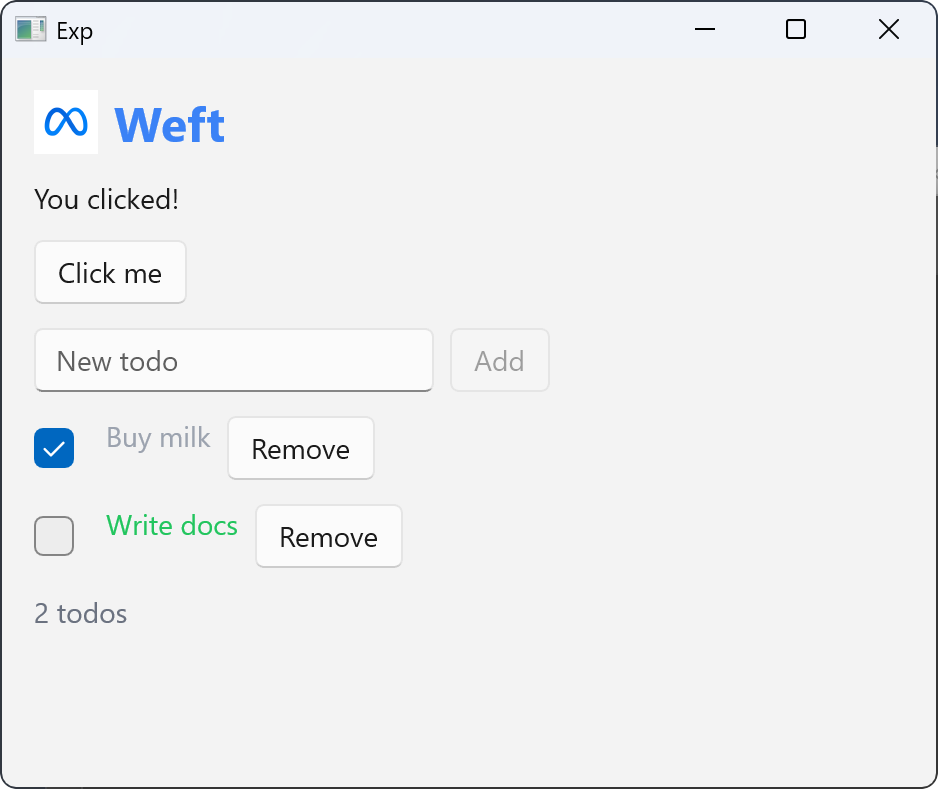 Exp
Weft
You clicked!
Click me
New todo Add
Buy milk Remove
Write docs Remove
2 todos